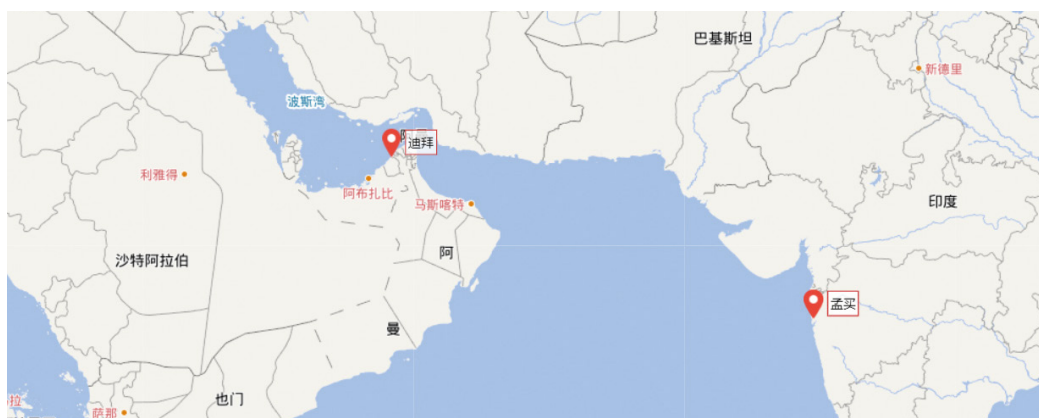 巴基斯坦
新德里
波斯湾
迪拜
利雅得
阿布扎比
马斯喀特
印度
沙特阿拉伯
阿
孟买
曼
也门
拉
萨那